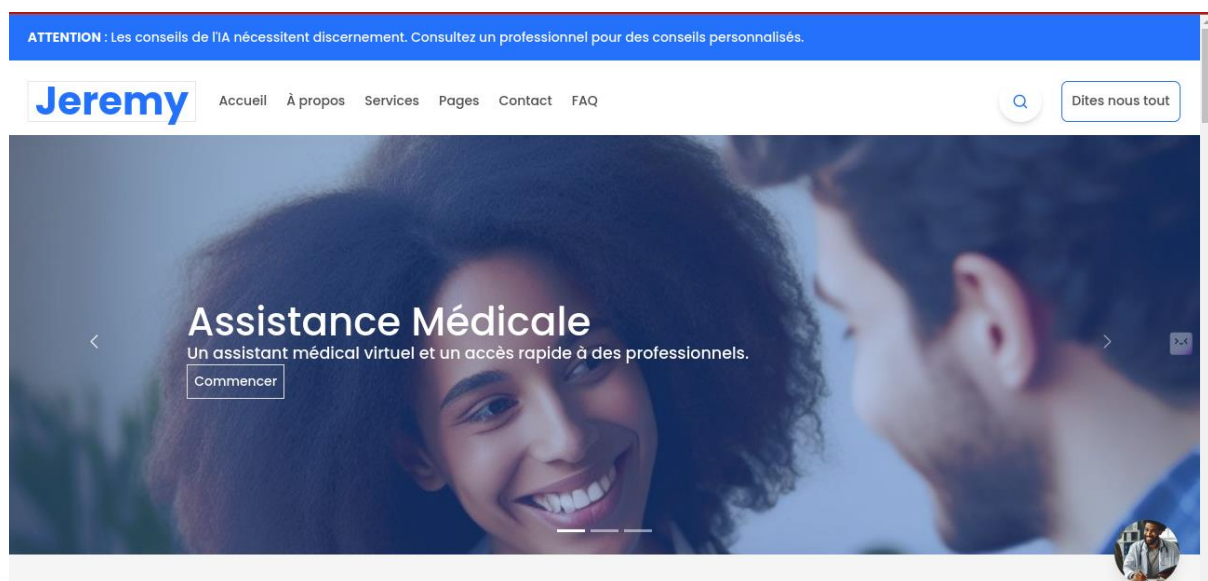 ATTENTION : Les conseils de l'IA nécessitent discernement. Consultez un professionnel pour des conseils personnalisés.
Jeremy Accueil À propos Services Pages Contact FAQ Dites nous tout
Assistance Médicale
Un assistant médical virtuel et un accès rapide à des professionnels.
Commencer